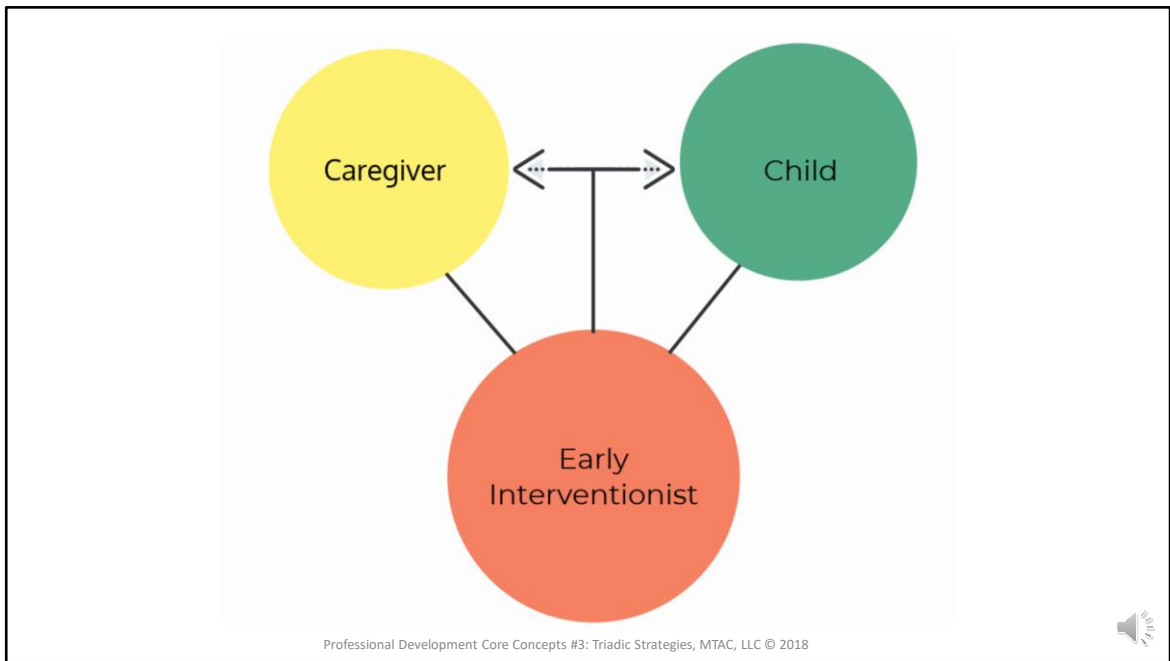 Caregiver
Child
Early
Interventionist
Professional Development Core Concepts #3: Triadic Strategies, MTAC, LLC © 2018